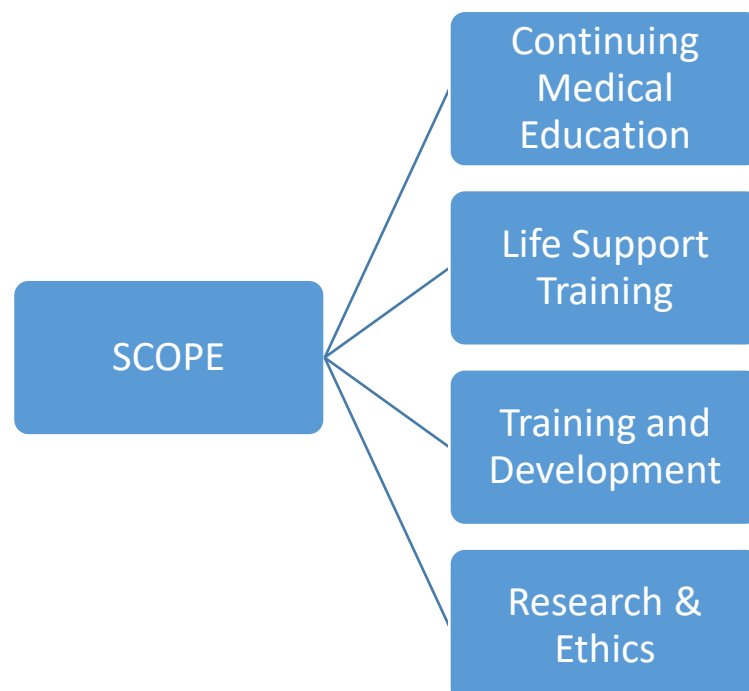 Continuing
Medical
Education
Life Support
Training
SCOPE
Training and
Development
Research &
Ethics